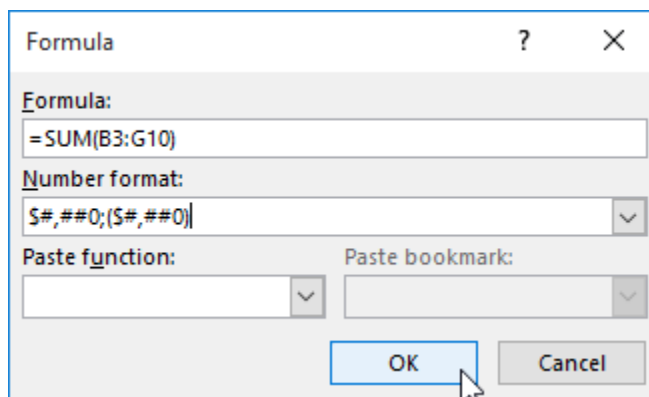 Formula ?
Formula:
=SUM(B3:G10)
Number format:
$#,##0;($#,##0)
Paste function: Paste bookmark:
OK Cancel